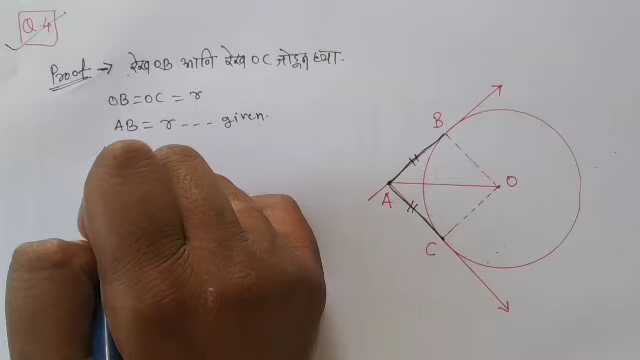 Q.4
Proof → रेख OB आणि रेख OC जोडून घ्या.
OB = OC = r
AB = r --- given.
B
A
O
C